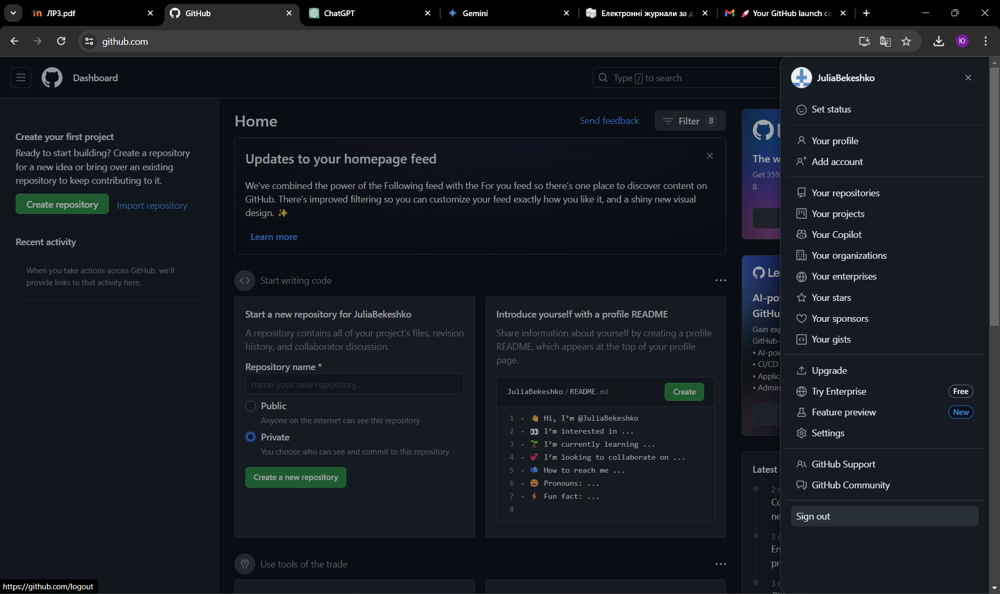 ЛР3.pdf
GitHub
ChatGPT
Gemini
Електронні журнали за д
Your GitHub launch co
github.com
Ю
Dashboard
Type / to search
Create your first project
Ready to start building? Create a repository
for a new idea or bring over an existing
repository to keep contributing to it.
Create repository
Import repository
Recent activity
When you take actions across GitHub, we'll
provide links to that activity here.
Home
Send feedback
Filter 8
Updates to your homepage feed
We've combined the power of the Following feed with the For you feed so there's one place to discover content on
GitHub. There's improved filtering so you can customize your feed exactly how you like it, and a shiny new visual
design. ✨
Learn more
Start writing code
Start a new repository for JuliaBekeshko
A repository contains all of your project's files, revision
history, and collaborator discussion.
Repository name *
name your new repository...
Public
Anyone on the internet can see this repository
Private
You choose who can see and commit to this repository
Create a new repository
Introduce yourself with a profile README
Share information about yourself by creating a profile
README, which appears at the top of your profile
page.
JuliaBekeshko / README.md
Create
1 - 👋 Hi, I'm @JuliaBekeshko
2 - 👀 I'm interested in ...
3 - 🌱 I'm currently learning ...
4 - 💞️ I'm looking to collaborate on ...
5 - 📫 How to reach me ...
6 - 😄 Pronouns: ...
7 - ⚡ Fun fact: ...
8
Use tools of the trade
The w
Get 35%
8.
Le
AI-po
GitHu
Gain exp
GitHub-
• AI-pow
• CI/CD
• Applic
• Admin
Latest
2 c
Co
ne
3 c
En
pr
3 c
JuliaBekeshko
Set status
Your profile
Add account
Your repositories
Your projects
Your Copilot
Your organizations
Your enterprises
Your stars
Your sponsors
Your gists
Upgrade
Try Enterprise
Free
Feature preview
New
Settings
GitHub Support
GitHub Community
Sign out
https://github.com/logout